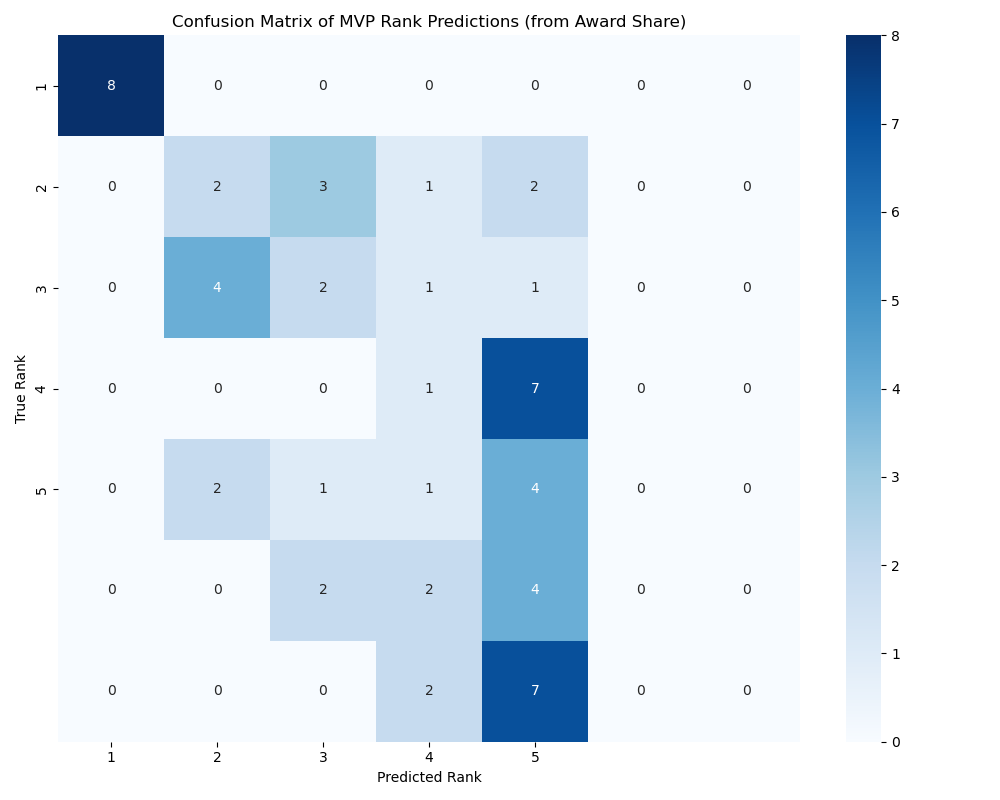 Confusion Matrix of MVP Rank Predictions (from Award Share)
8
1 8 0 0 0 0 0 0
7
2 0 2 3 1 2 0 0
6
3 0 4 2 1 1 0 0
5
True Rank
4 0 0 0 1 7 0 0
4
3
5 0 2 1 1 4 0 0
2
0 0 2 2 4 0 0
1
0 0 0 2 7 0 0
0
1 2 3 4 5
Predicted Rank